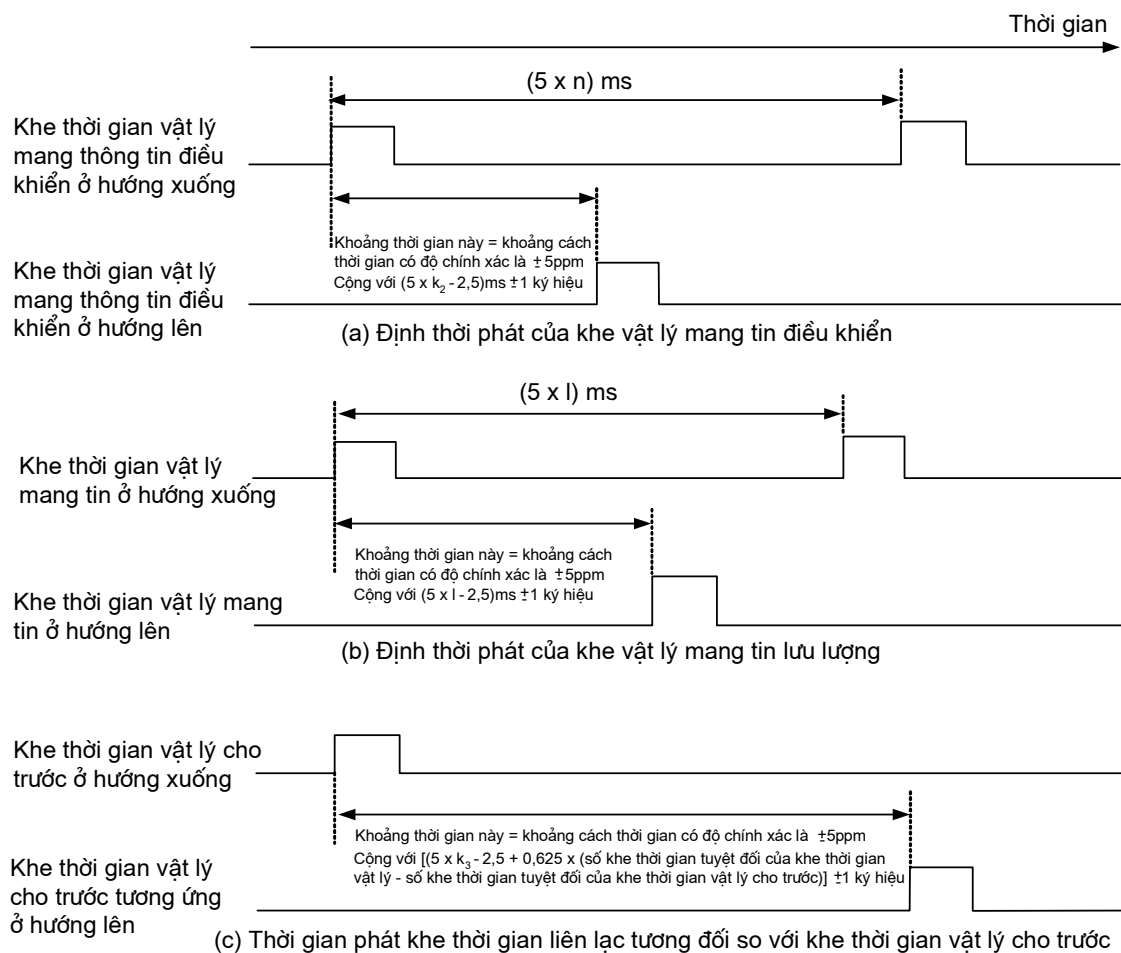 Thời gian
(5 x n) ms
Khe thời gian vật lý
mang thông tin điều
khiển ở hướng xuống
Khoảng thời gian này = khoảng cách
thời gian có độ chính xác là ±5ppm
Cộng với (5 x k₂ - 2,5)ms ±1 ký hiệu
Khe thời gian vật lý
mang thông tin điều
khiển ở hướng lên
(a) Định thời phát của khe vật lý mang tin điều khiển
(5 x l) ms
Khe thời gian vật lý
mang tin ở hướng xuống
Khoảng thời gian này = khoảng cách
thời gian có độ chính xác là ±5ppm
Cộng với (5 x l - 2,5)ms ±1 ký hiệu
Khe thời gian vật lý mang
tin ở hướng lên
(b) Định thời phát của khe vật lý mang tin lưu lượng
Khe thời gian vật lý cho
trước ở hướng xuống
Khoảng thời gian này = khoảng cách thời gian có độ chính xác là ±5ppm
Cộng với [(5 x k₃ - 2,5 + 0,625 x (số khe thời gian tuyệt đối của khe thời gian
vật lý - số khe thời gian tuyệt đối của khe thời gian vật lý cho trước)] ±1 ký hiệu
Khe thời gian vật lý
cho trước tương ứng
ở hướng lên
(c) Thời gian phát khe thời gian liên lạc tương đối so với khe thời gian vật lý cho trước